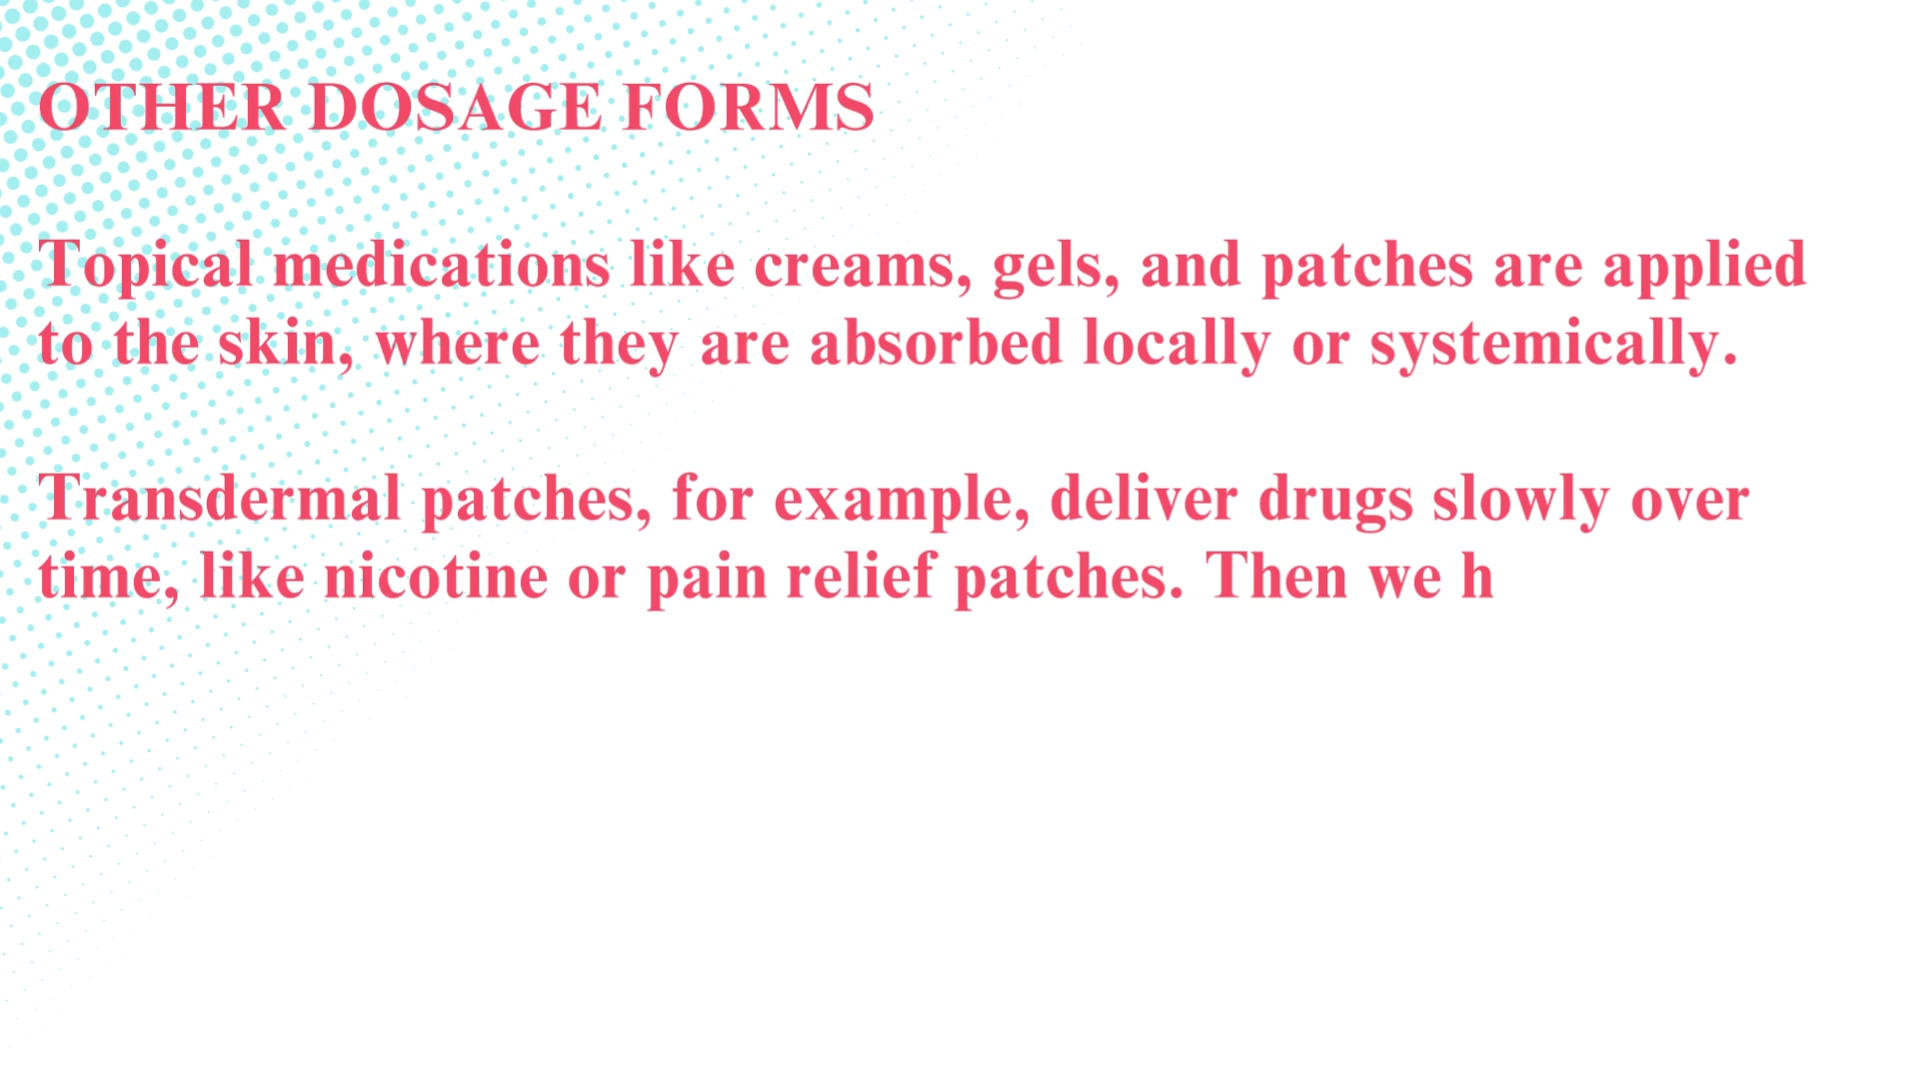 OTHER DOSAGE FORMS
Topical medications like creams, gels, and patches are applied
to the skin, where they are absorbed locally or systemically.
Transdermal patches, for example, deliver drugs slowly over
time, like nicotine or pain relief patches. Then we h